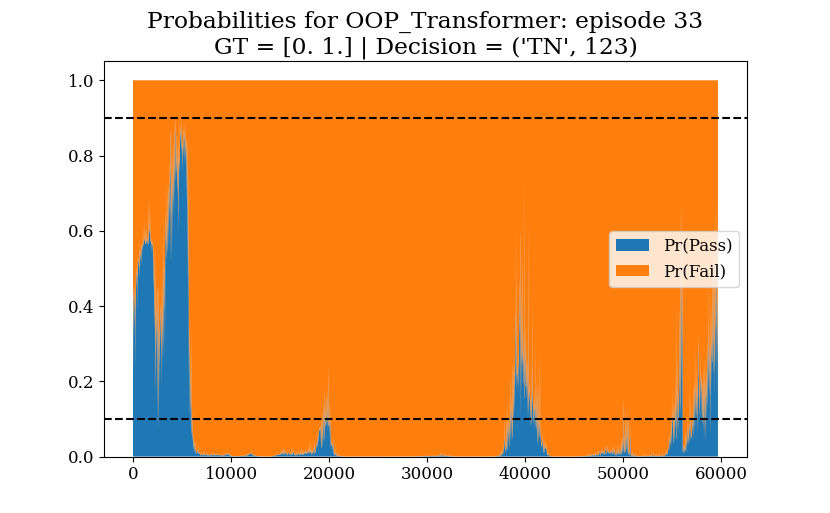 Probabilities for OOP_Transformer: episode 33
GT = [0. 1.] | Decision = ('TN', 123)
1.0
0.8
0.6
0.4
0.2
0.0
Pr(Pass)
Pr(Fail)
0 10000 20000 30000 40000 50000 60000